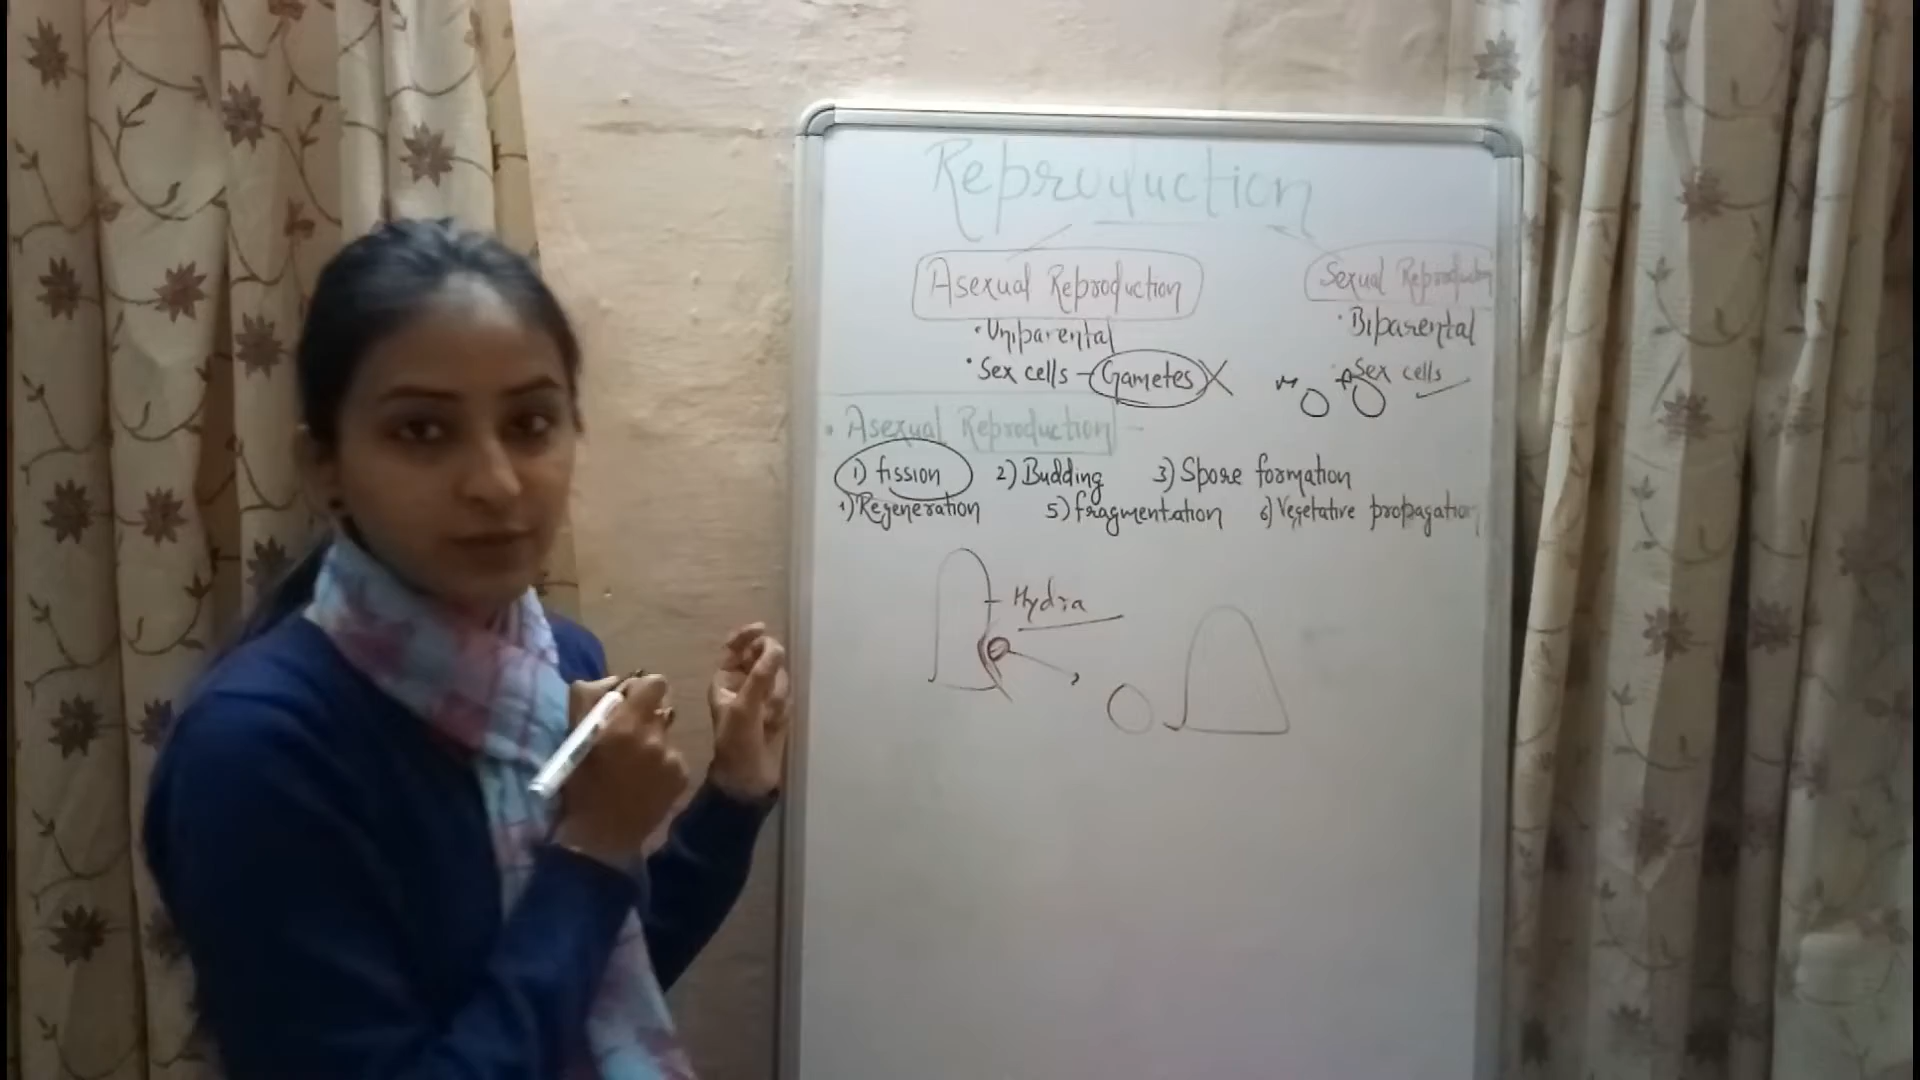 Reproduction
Asexual Reproduction
Sexual Reproduction
• Uniparental
• Biparental
• Sex cells - Gametes X
Sex cells
• Asexual Reproduction -
1) fission 2) Budding 3) Spore formation
1) Regeneration 5) fragmentation 6) Vegetative propagation
Hydra